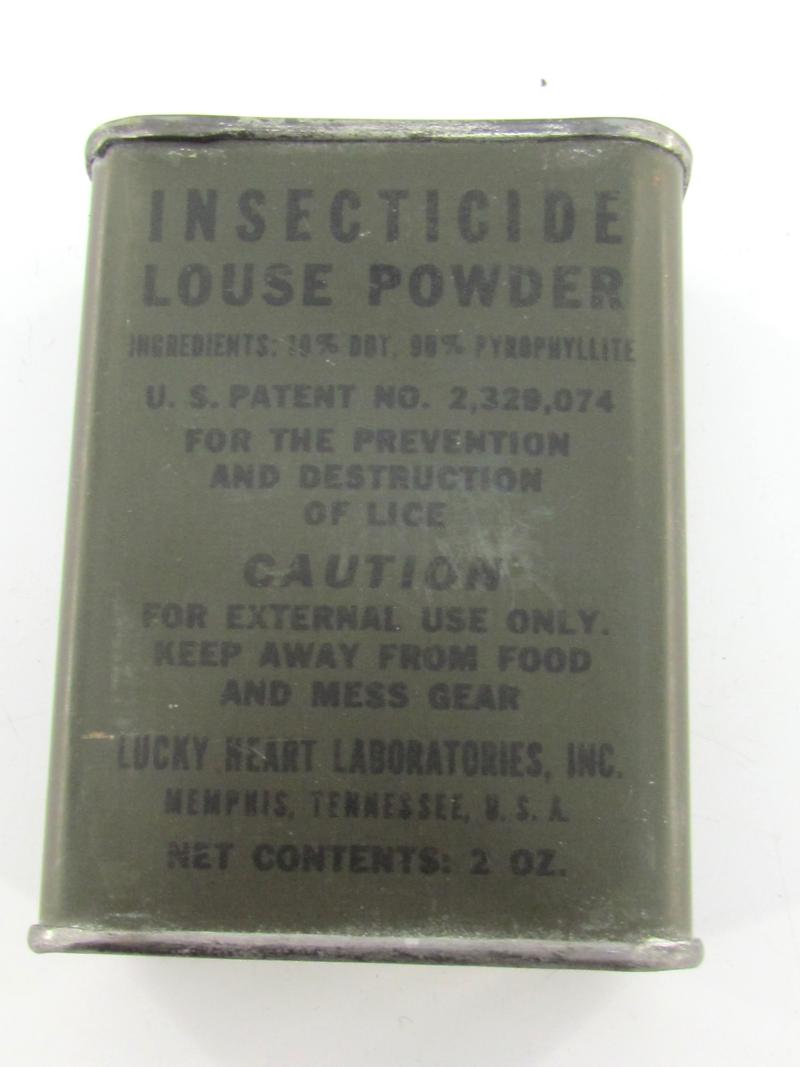 INSECTICIDE
LOUSE POWDER
INGREDIENTS: 10% DDT, 90% PYROPHYLLITE
U. S. PATENT NO. 2,329,074
FOR THE PREVENTION
AND DESTRUCTION
OF LICE
CAUTION
FOR EXTERNAL USE ONLY.
KEEP AWAY FROM FOOD
AND MESS GEAR
LUCKY HEART LABORATORIES, INC.
MEMPHIS, TENNESSEE, U. S. A.
NET CONTENTS: 2 OZ.